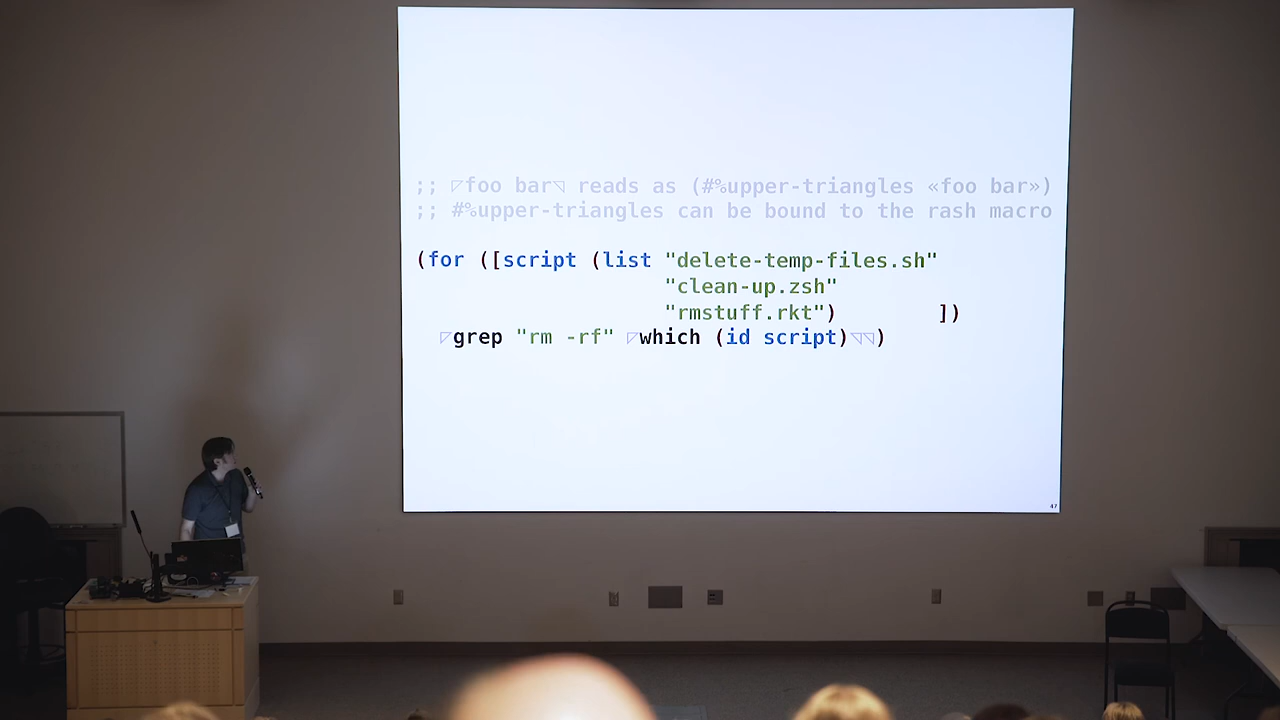 ;; ◸foo bar◹ reads as (#%upper-triangles «foo bar»)
;; #%upper-triangles can be bound to the rash macro
(for ([script (list "delete-temp-files.sh"
"clean-up.zsh"
"rmstuff.rkt") ])
◸grep "rm -rf" ◸which (id script)◹◹)
47